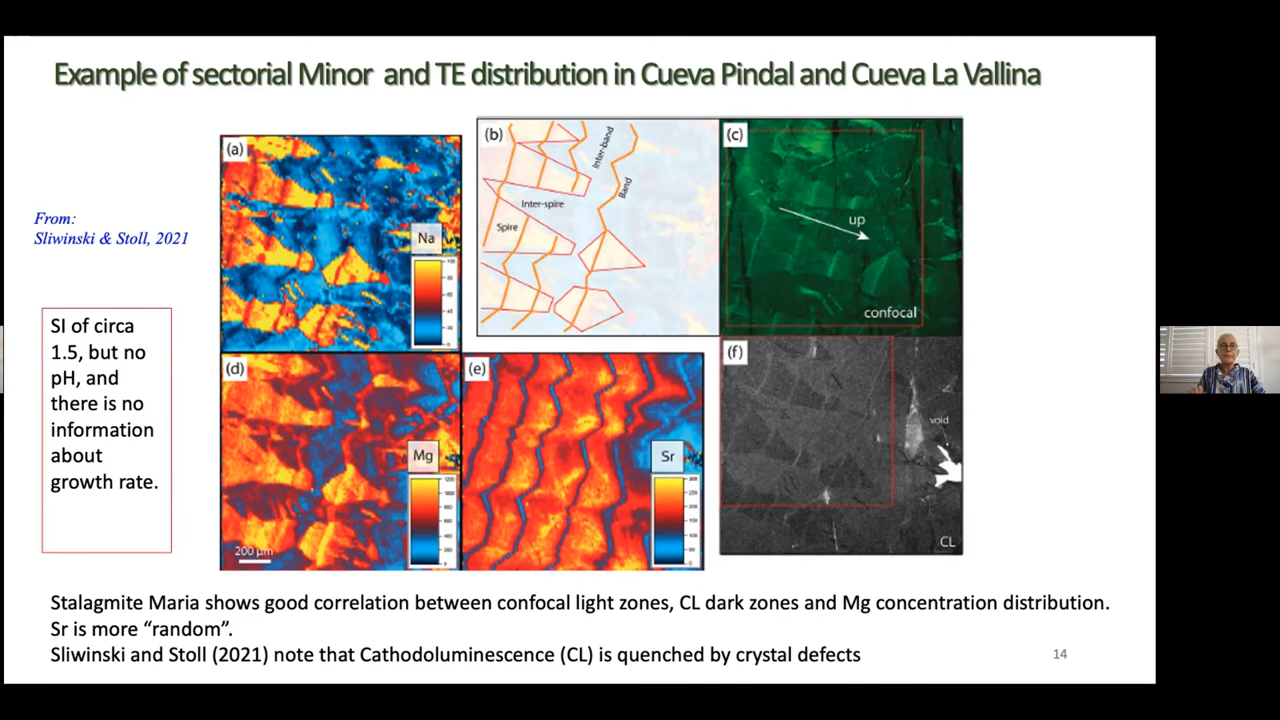 Example of sectorial Minor and TE distribution in Cueva Pindal and Cueva La Vallina
From:
Sliwinski & Stoll, 2021
SI of circa
1.5, but no
pH, and
there is no
information
about
growth rate.
(a)
Na
(b)
Inter-band
Band
Inter-spire
Spire
(c)
up
confocal
(d)
Mg
1200
200 µm
(e)
Sr
(f)
void
CL
Stalagmite Maria shows good correlation between confocal light zones, CL dark zones and Mg concentration distribution.
Sr is more “random”.
Sliwinski and Stoll (2021) note that Cathodoluminescence (CL) is quenched by crystal defects
14